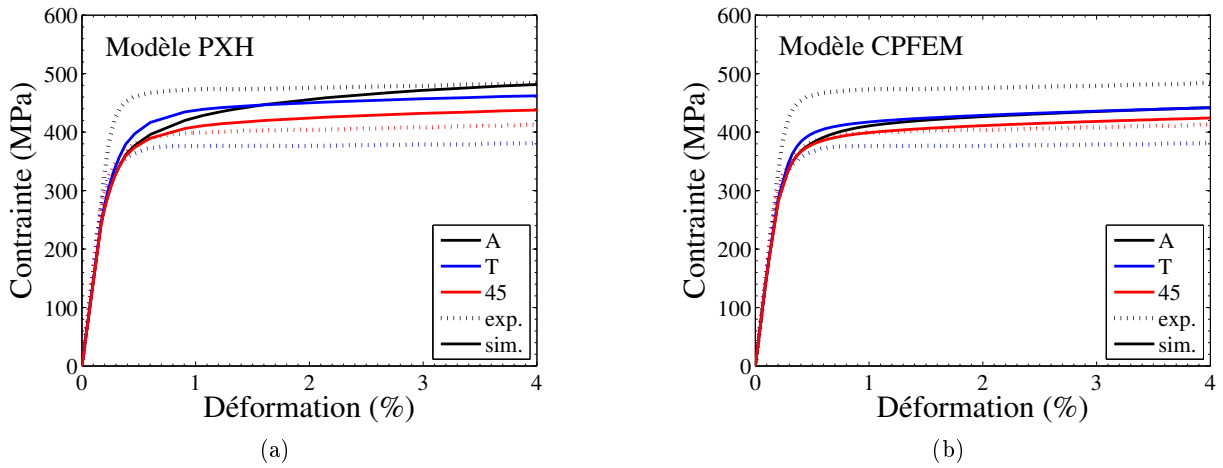 600
500
400
300
200
100
0
Contrainte (MPa)
Modèle PXH
A
T
45
exp.
sim.
0 1 2 3 4
Déformation (%)
(a)
600
500
400
300
200
100
0
Contrainte (MPa)
Modèle CPFEM
A
T
45
exp.
sim.
0 1 2 3 4
Déformation (%)
(b)